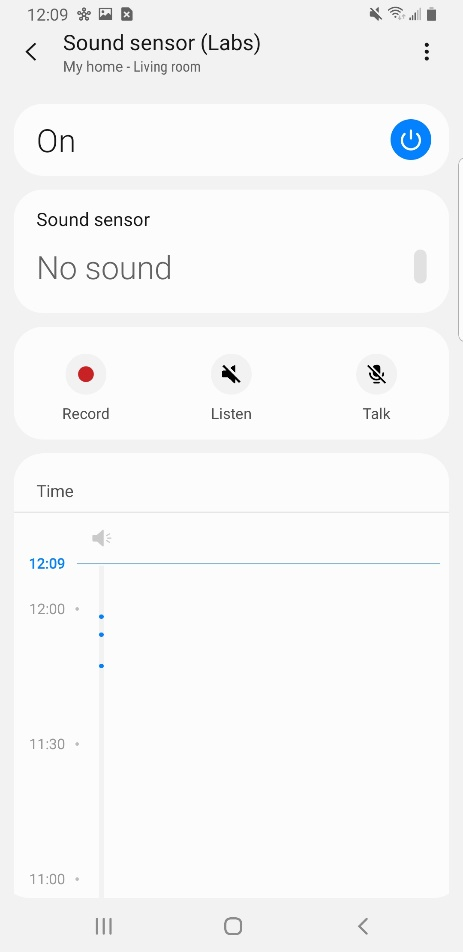 12:09
Sound sensor (Labs)
My home - Living room
On
Sound sensor
No sound
Record
Listen
Talk
Time
12:09
12:00
11:30
11:00